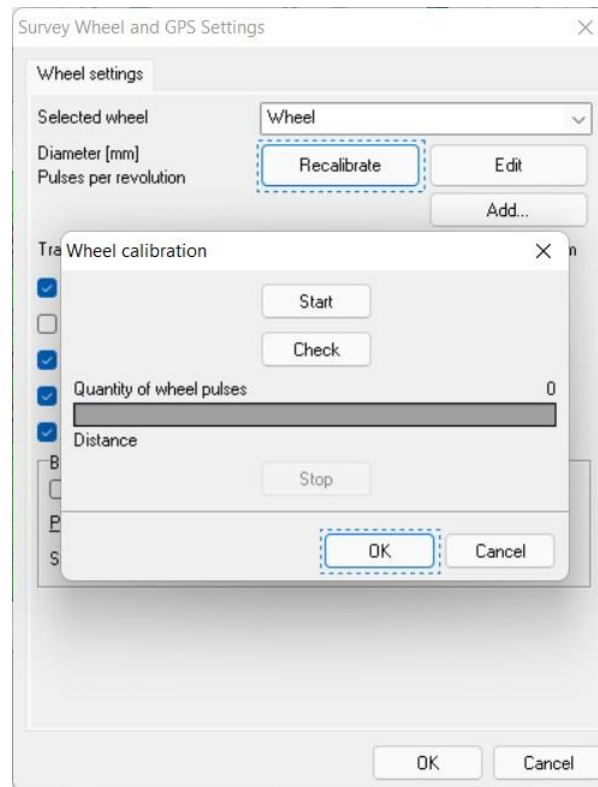 Survey Wheel and GPS Settings
Wheel settings
Selected wheel Wheel
Diameter [mm] Recalibrate Edit
Pulses per revolution
Add...
Tra
Wheel calibration
Start
Check
Quantity of wheel pulses 0
Distance
B
Stop
P
S
OK Cancel
OK Cancel